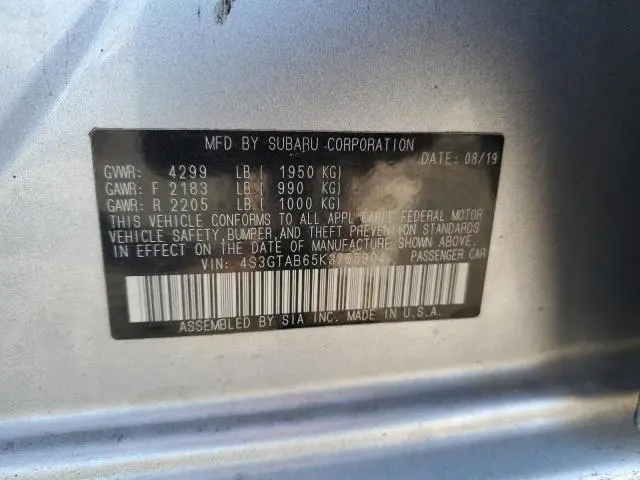 MFD BY SUBARU CORPORATION
DATE: 08/19
GVWR: 4299 LB ( 1950 KG)
GAWR: F 2183 LB ( 990 KG)
GAWR: R 2205 LB ( 1000 KG)
THIS VEHICLE CONFORMS TO ALL APPLICABLE FEDERAL MOTOR
VEHICLE SAFETY, BUMPER, AND THEFT PREVENTION STANDARDS
IN EFFECT ON THE DATE OF MANUFACTURE SHOWN ABOVE.
VIN: 4S3GTAB65K3755904 PASSENGER CAR
ASSEMBLED BY SIA INC. MADE IN U.S.A.